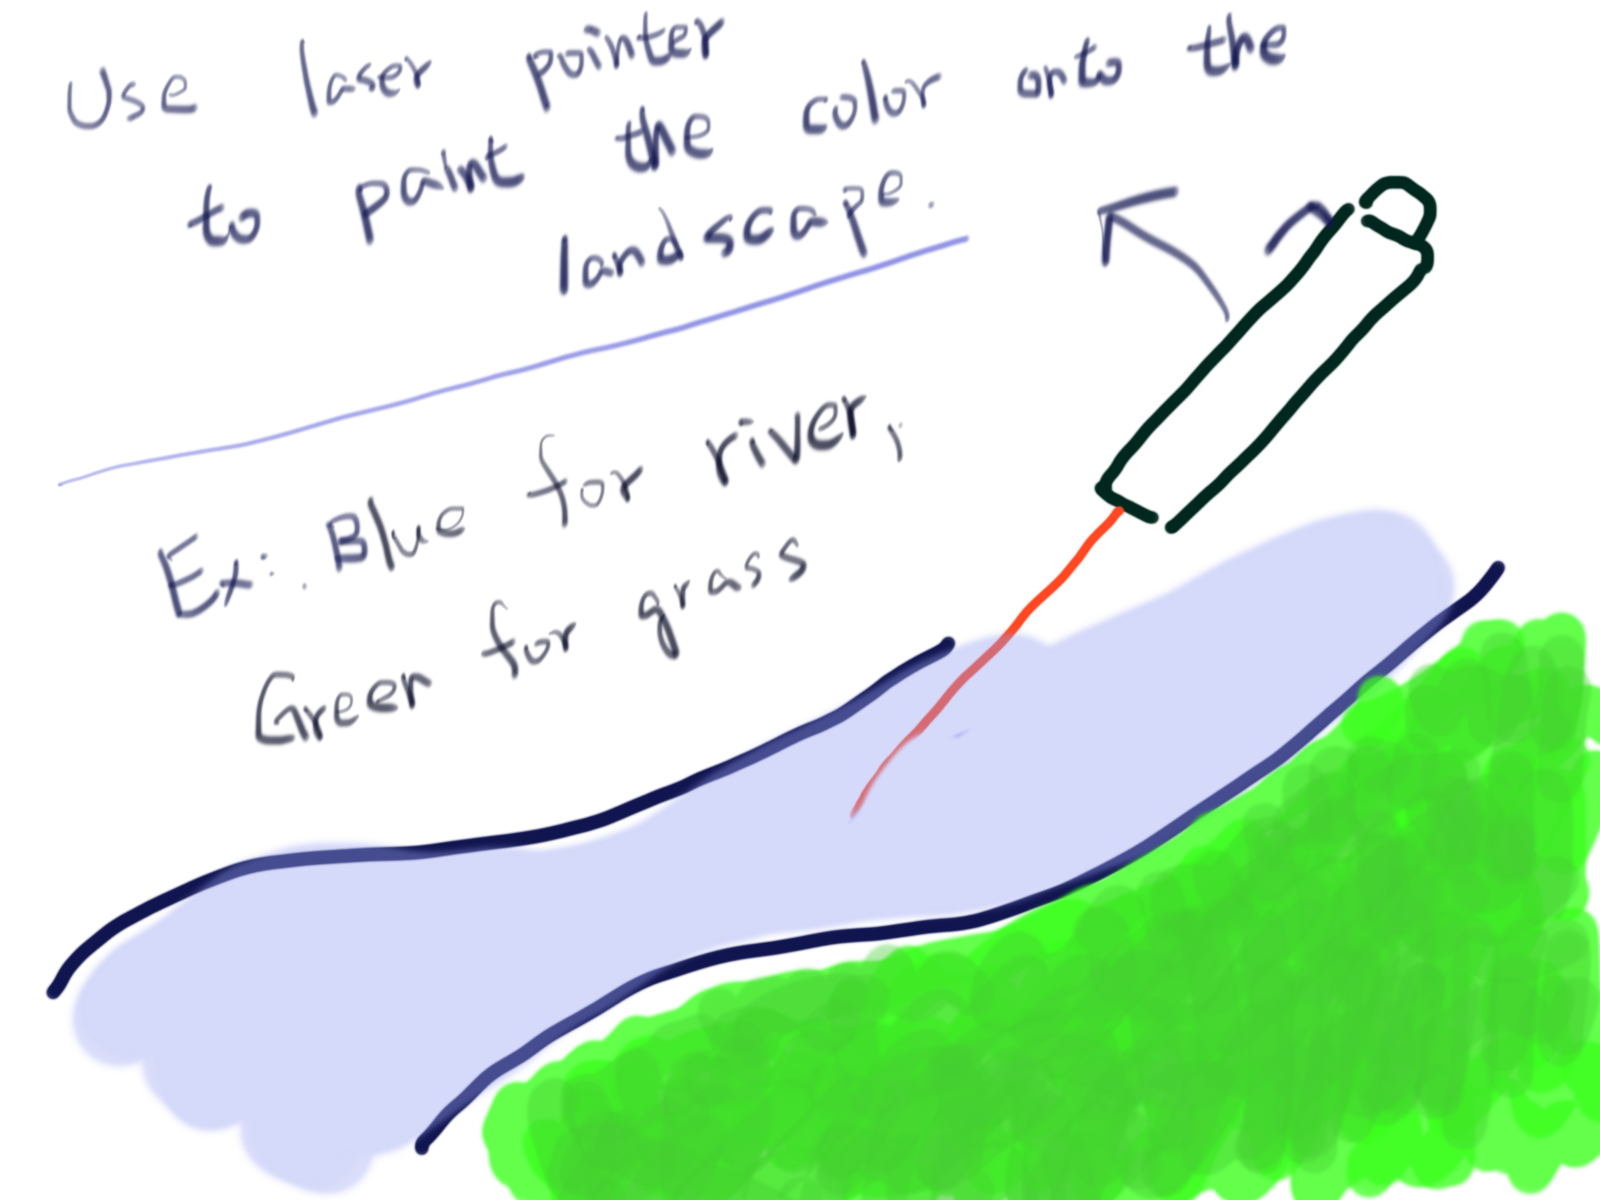 Use laser pointer
to paint the color onto the
landscape.
Ex: Blue for river,
Green for grass